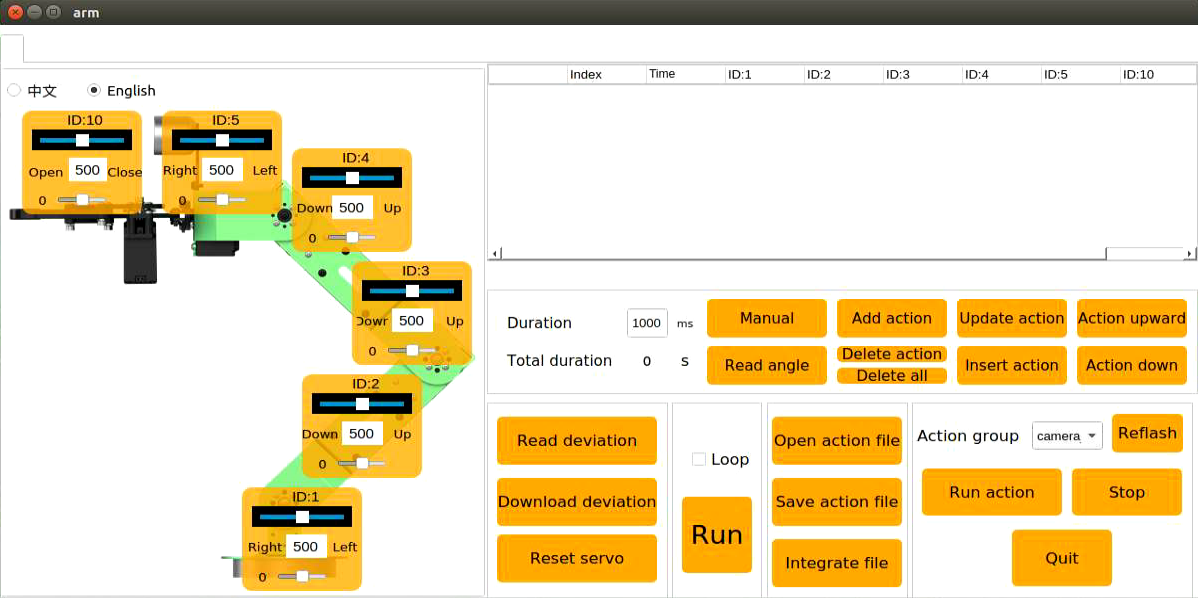 arm
中文 English
Index Time ID:1 ID:2 ID:3 ID:4 ID:5 ID:10
ID:10
Open 500 Close
0
ID:5
Right 500 Left
0
ID:4
Down 500 Up
0
ID:3
Down 500 Up
0
ID:2
Down 500 Up
0
ID:1
Right 500 Left
0
Duration 1000 ms
Total duration 0 S
Manual Add action Update action Action upward
Read angle Delete action Insert action Action down
Delete all
Read deviation
Download deviation
Reset servo
Loop
Run
Open action file
Save action file
Integrate file
Action group camera Reflash
Run action Stop
Quit